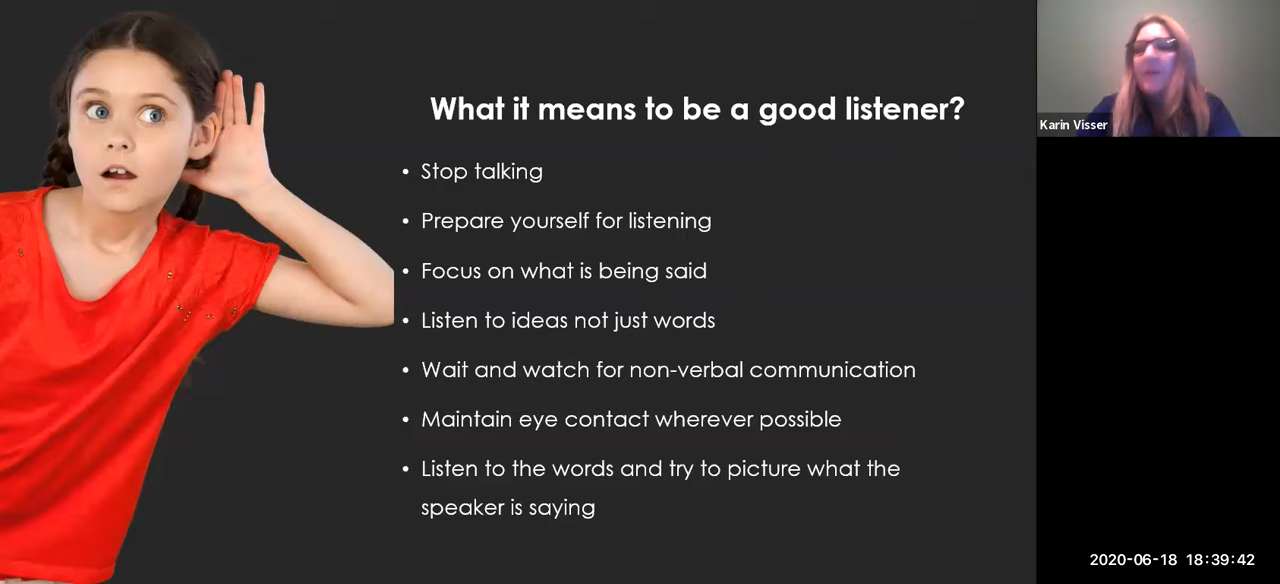 What it means to be a good listener?
• Stop talking
• Prepare yourself for listening
• Focus on what is being said
• Listen to ideas not just words
• Wait and watch for non-verbal communication
• Maintain eye contact wherever possible
• Listen to the words and try to picture what the
speaker is saying
Karin Visser
2020-06-18 18:39:42